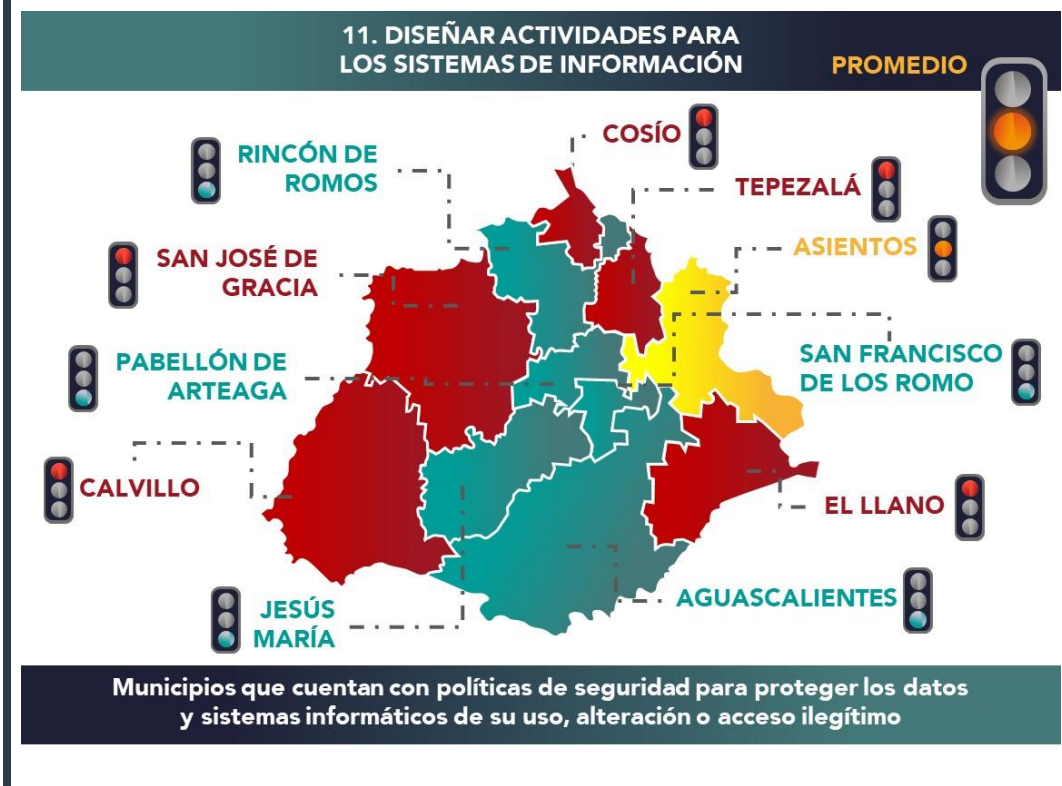 11. DISEÑAR ACTIVIDADES PARA
LOS SISTEMAS DE INFORMACIÓN
PROMEDIO
COSÍO
RINCÓN DE
ROMOS
TEPEZALÁ
ASIENTOS
SAN JOSÉ DE
GRACIA
SAN FRANCISCO
DE LOS ROMO
PABELLÓN DE
ARTEAGA
CALVILLO
EL LLANO
AGUASCALIENTES
JESÚS
MARÍA
Municipios que cuentan con políticas de seguridad para proteger los datos
y sistemas informáticos de su uso, alteración o acceso ilegítimo